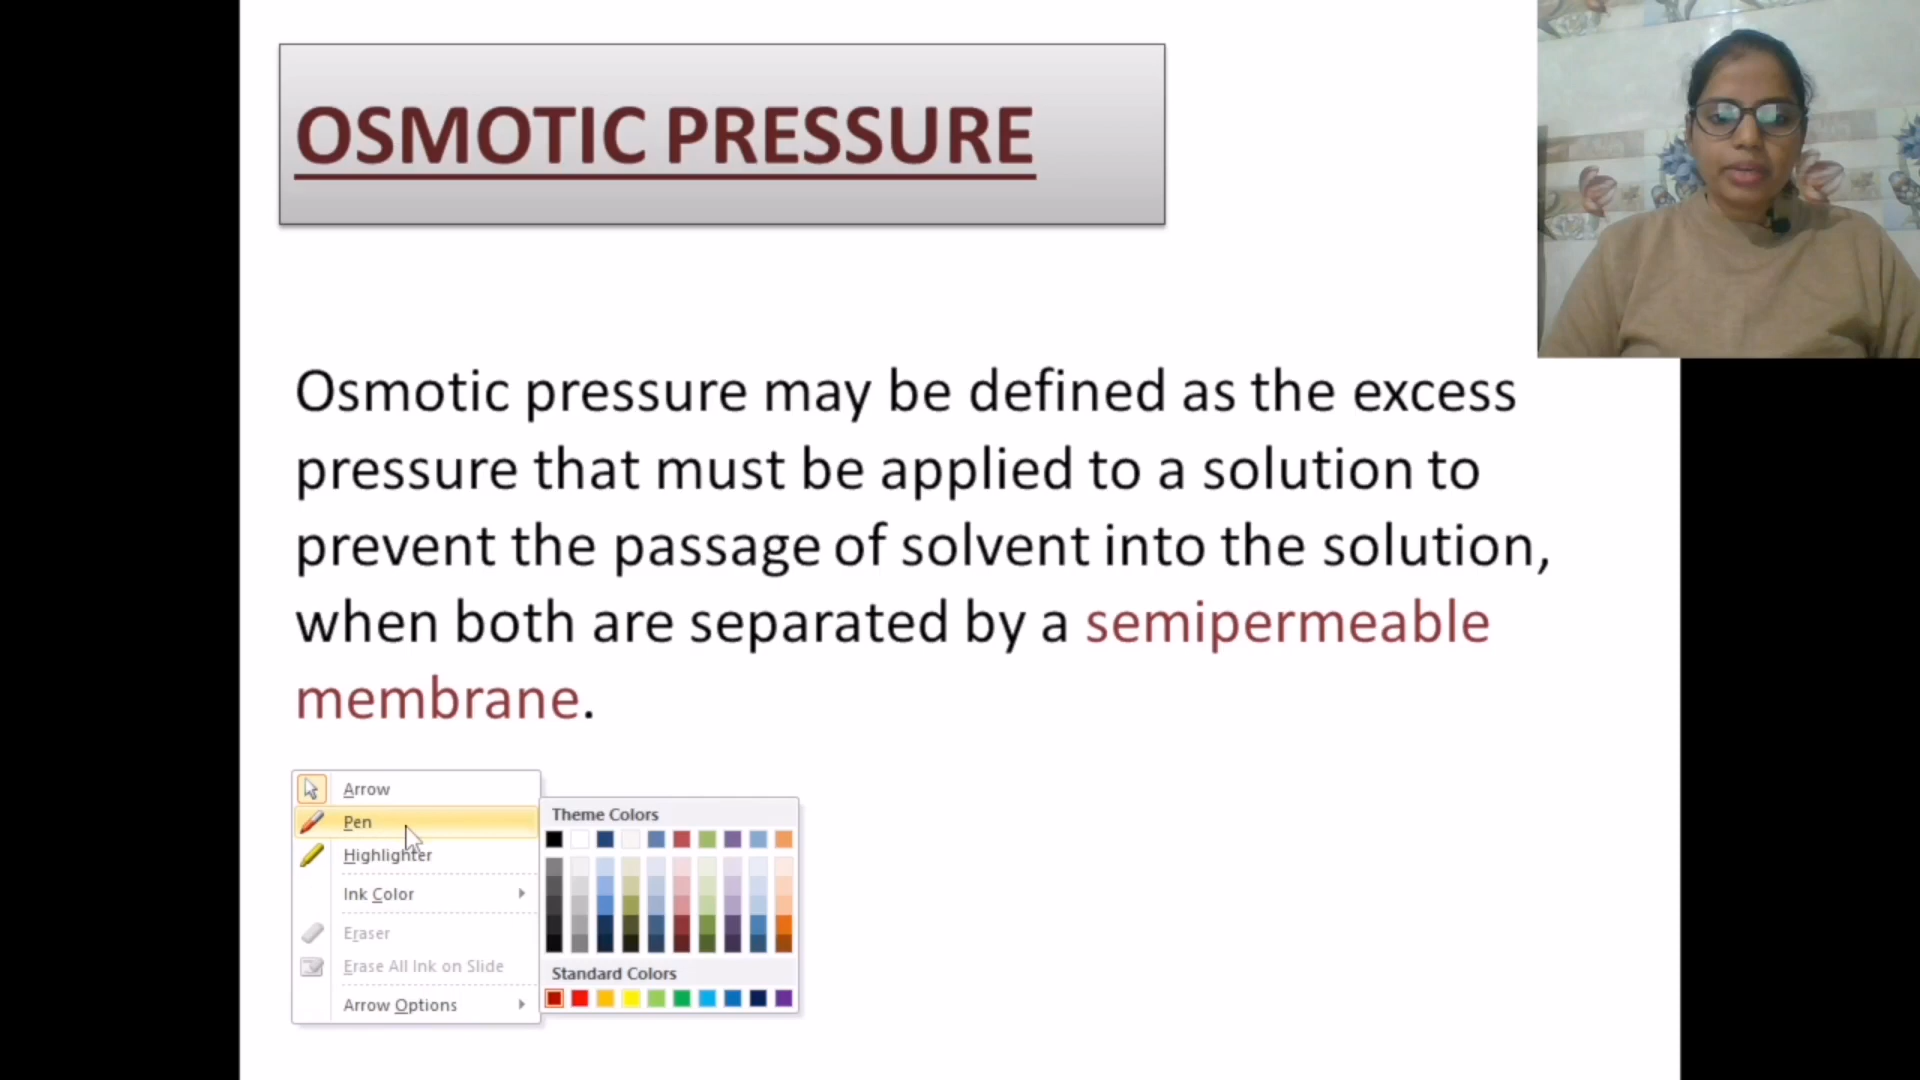 OSMOTIC PRESSURE
Osmotic pressure may be defined as the excess
pressure that must be applied to a solution to
prevent the passage of solvent into the solution,
when both are separated by a semipermeable
membrane.
Arrow
Pen
Highlighter
Ink Color
Eraser
Erase All Ink on Slide
Arrow Options
Theme Colors
Standard Colors